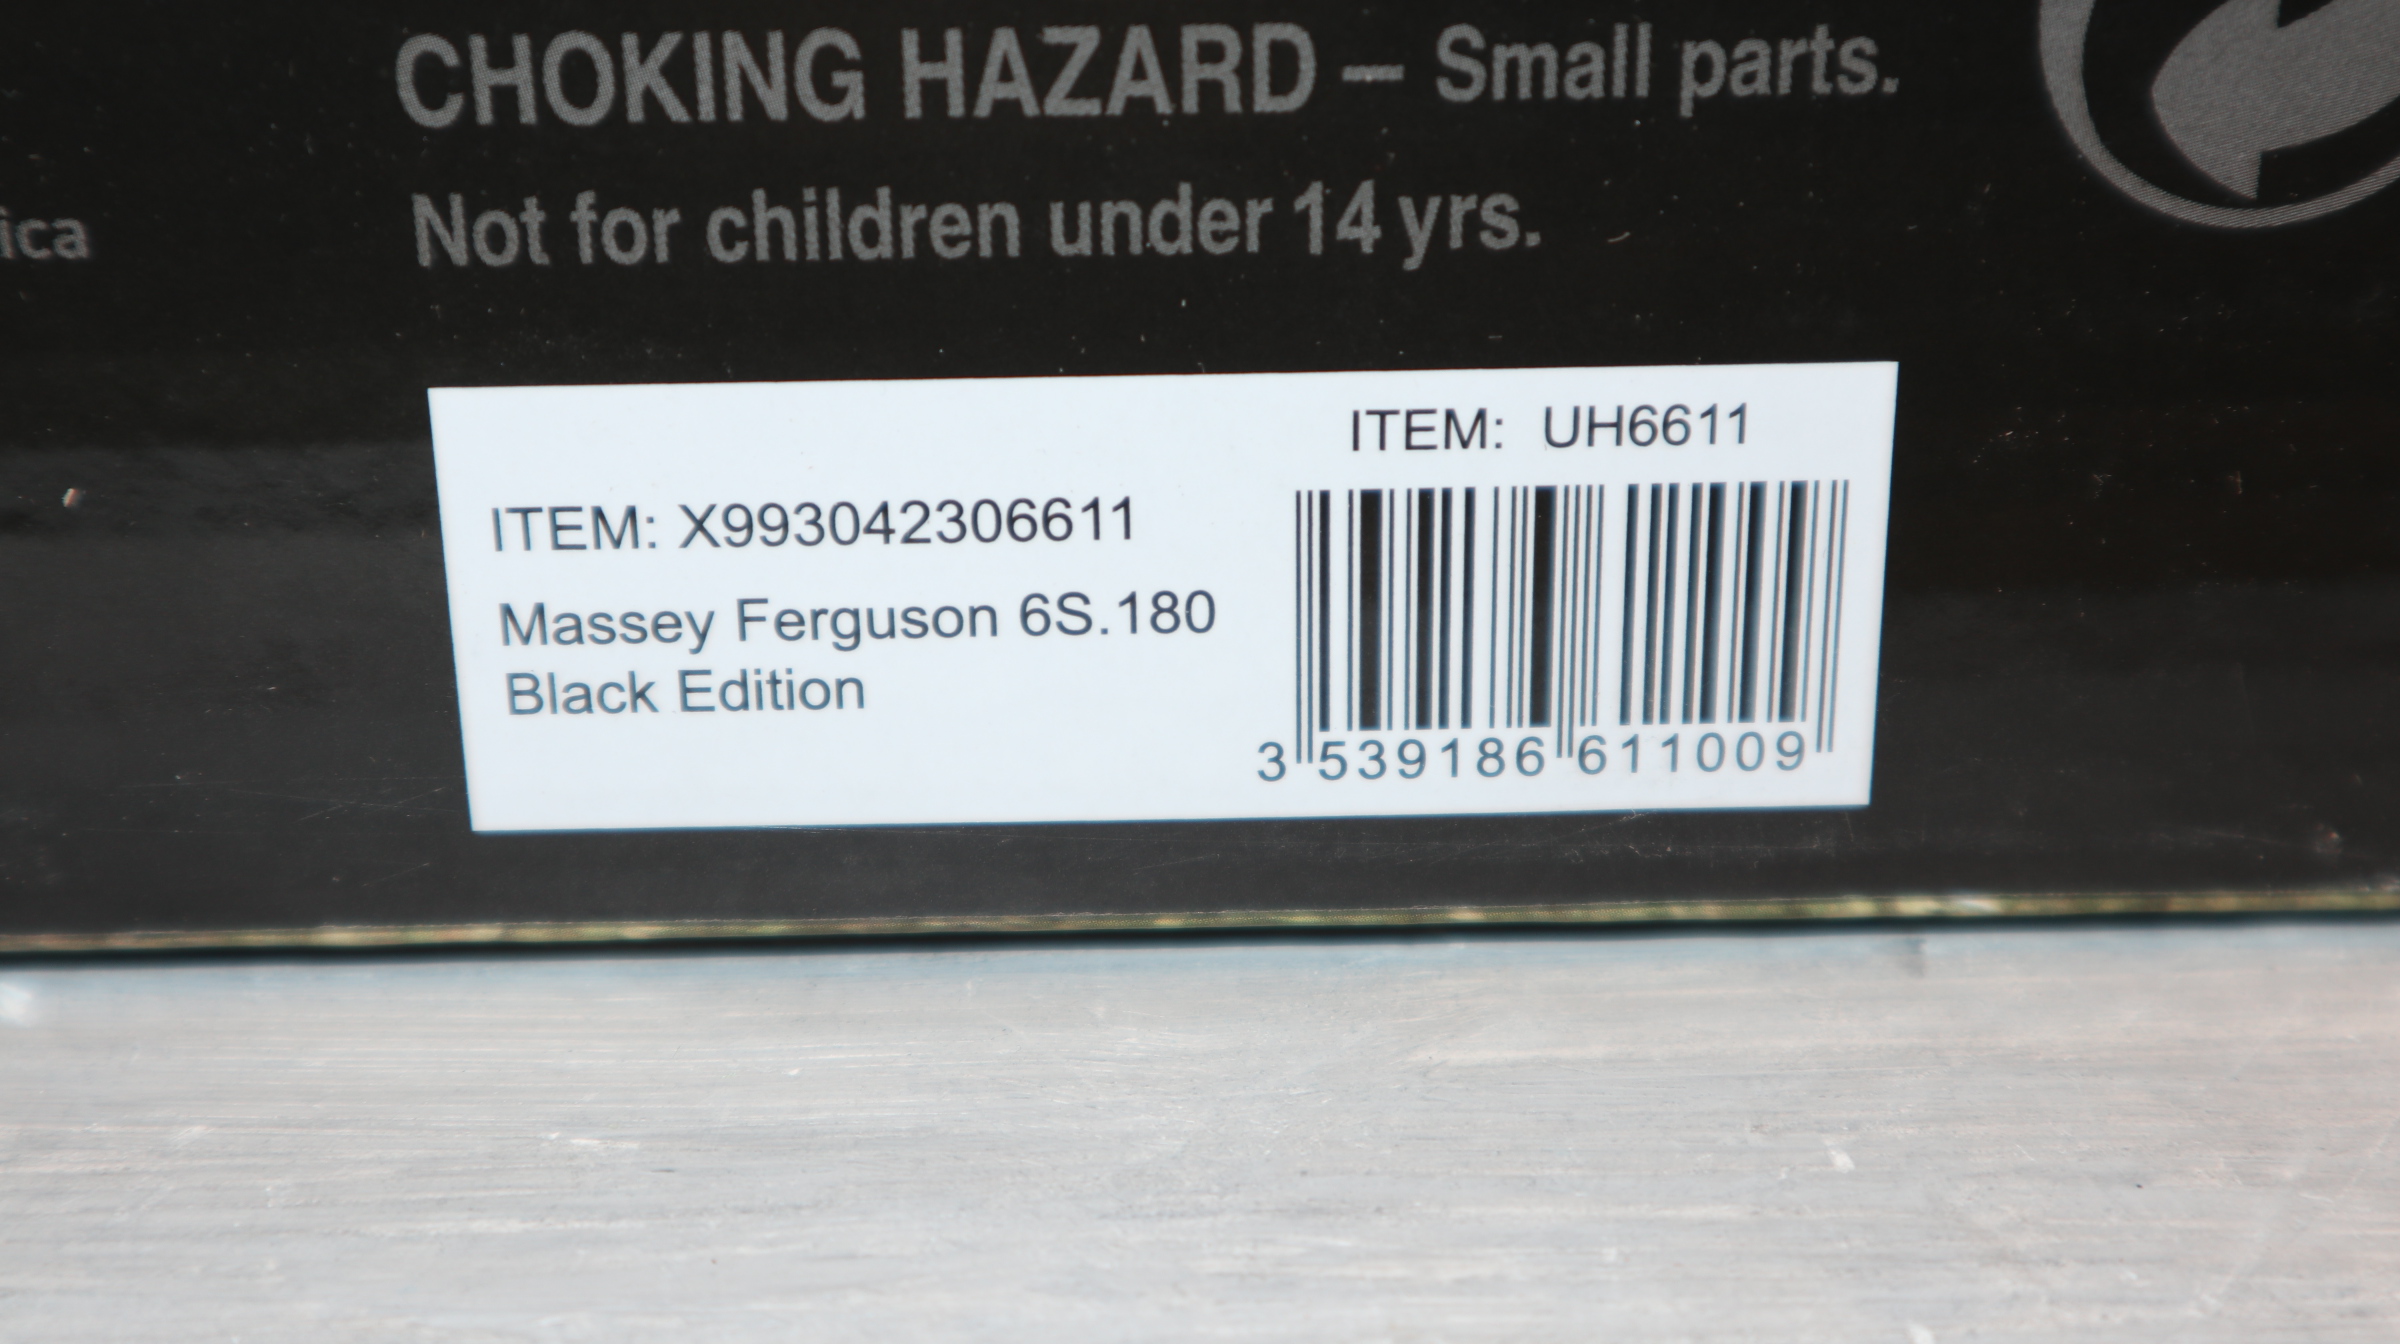 CHOKING HAZARD – Small parts.
Not for children under 14 yrs.
ITEM: UH6611
ITEM: X993042306611
Massey Ferguson 6S.180
Black Edition
3 539186 611009